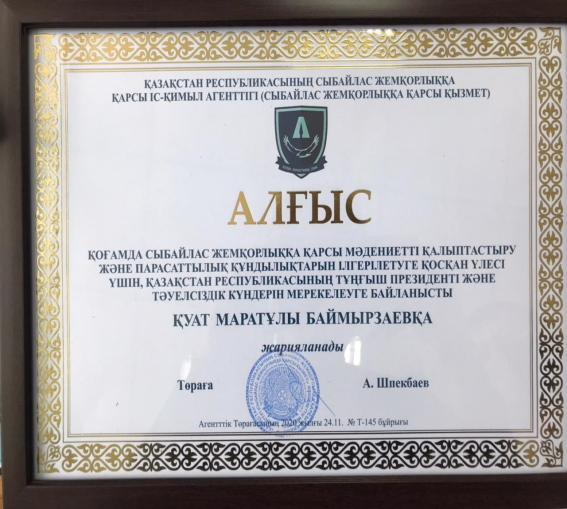 ҚАЗАҚСТАН РЕСПУБЛИКАСЫНЫҢ СЫБАЙЛАС ЖЕМҚОРЛЫҚҚА
ҚАРСЫ ІС-ҚИМЫЛ АГЕНТТІГІ (СЫБАЙЛАС ЖЕМҚОРЛЫҚҚА ҚАРСЫ ҚЫЗМЕТ)
АЛҒЫС
ҚОҒАМДА СЫБАЙЛАС ЖЕМҚОРЛЫҚҚА ҚАРСЫ МӘДЕНИЕТТІ ҚАЛЫПТАСТЫРУ
ЖӘНЕ ПАРАСАТТЫЛЫҚ ҚҰНДЫЛЫҚТАРЫН ІЛГЕРІЛЕТУГЕ ҚОСҚАН ҮЛЕСІ
ҮШІН, ҚАЗАҚСТАН РЕСПУБЛИКАСЫНЫҢ ТҰҢҒЫШ ПРЕЗИДЕНТІ ЖӘНЕ
ТӘУЕЛСІЗДІК КҮНДЕРІН МЕРЕКЕЛЕУГЕ БАЙЛАНЫСТЫ
ҚУАТ МАРАТҰЛЫ БАЙМЫРЗАЕВҚА
жарияланады
Төраға А. Шпекбаев
Агенттік Төрағасының 2020 жылғы 24.11. № Т-145 бұйрығы